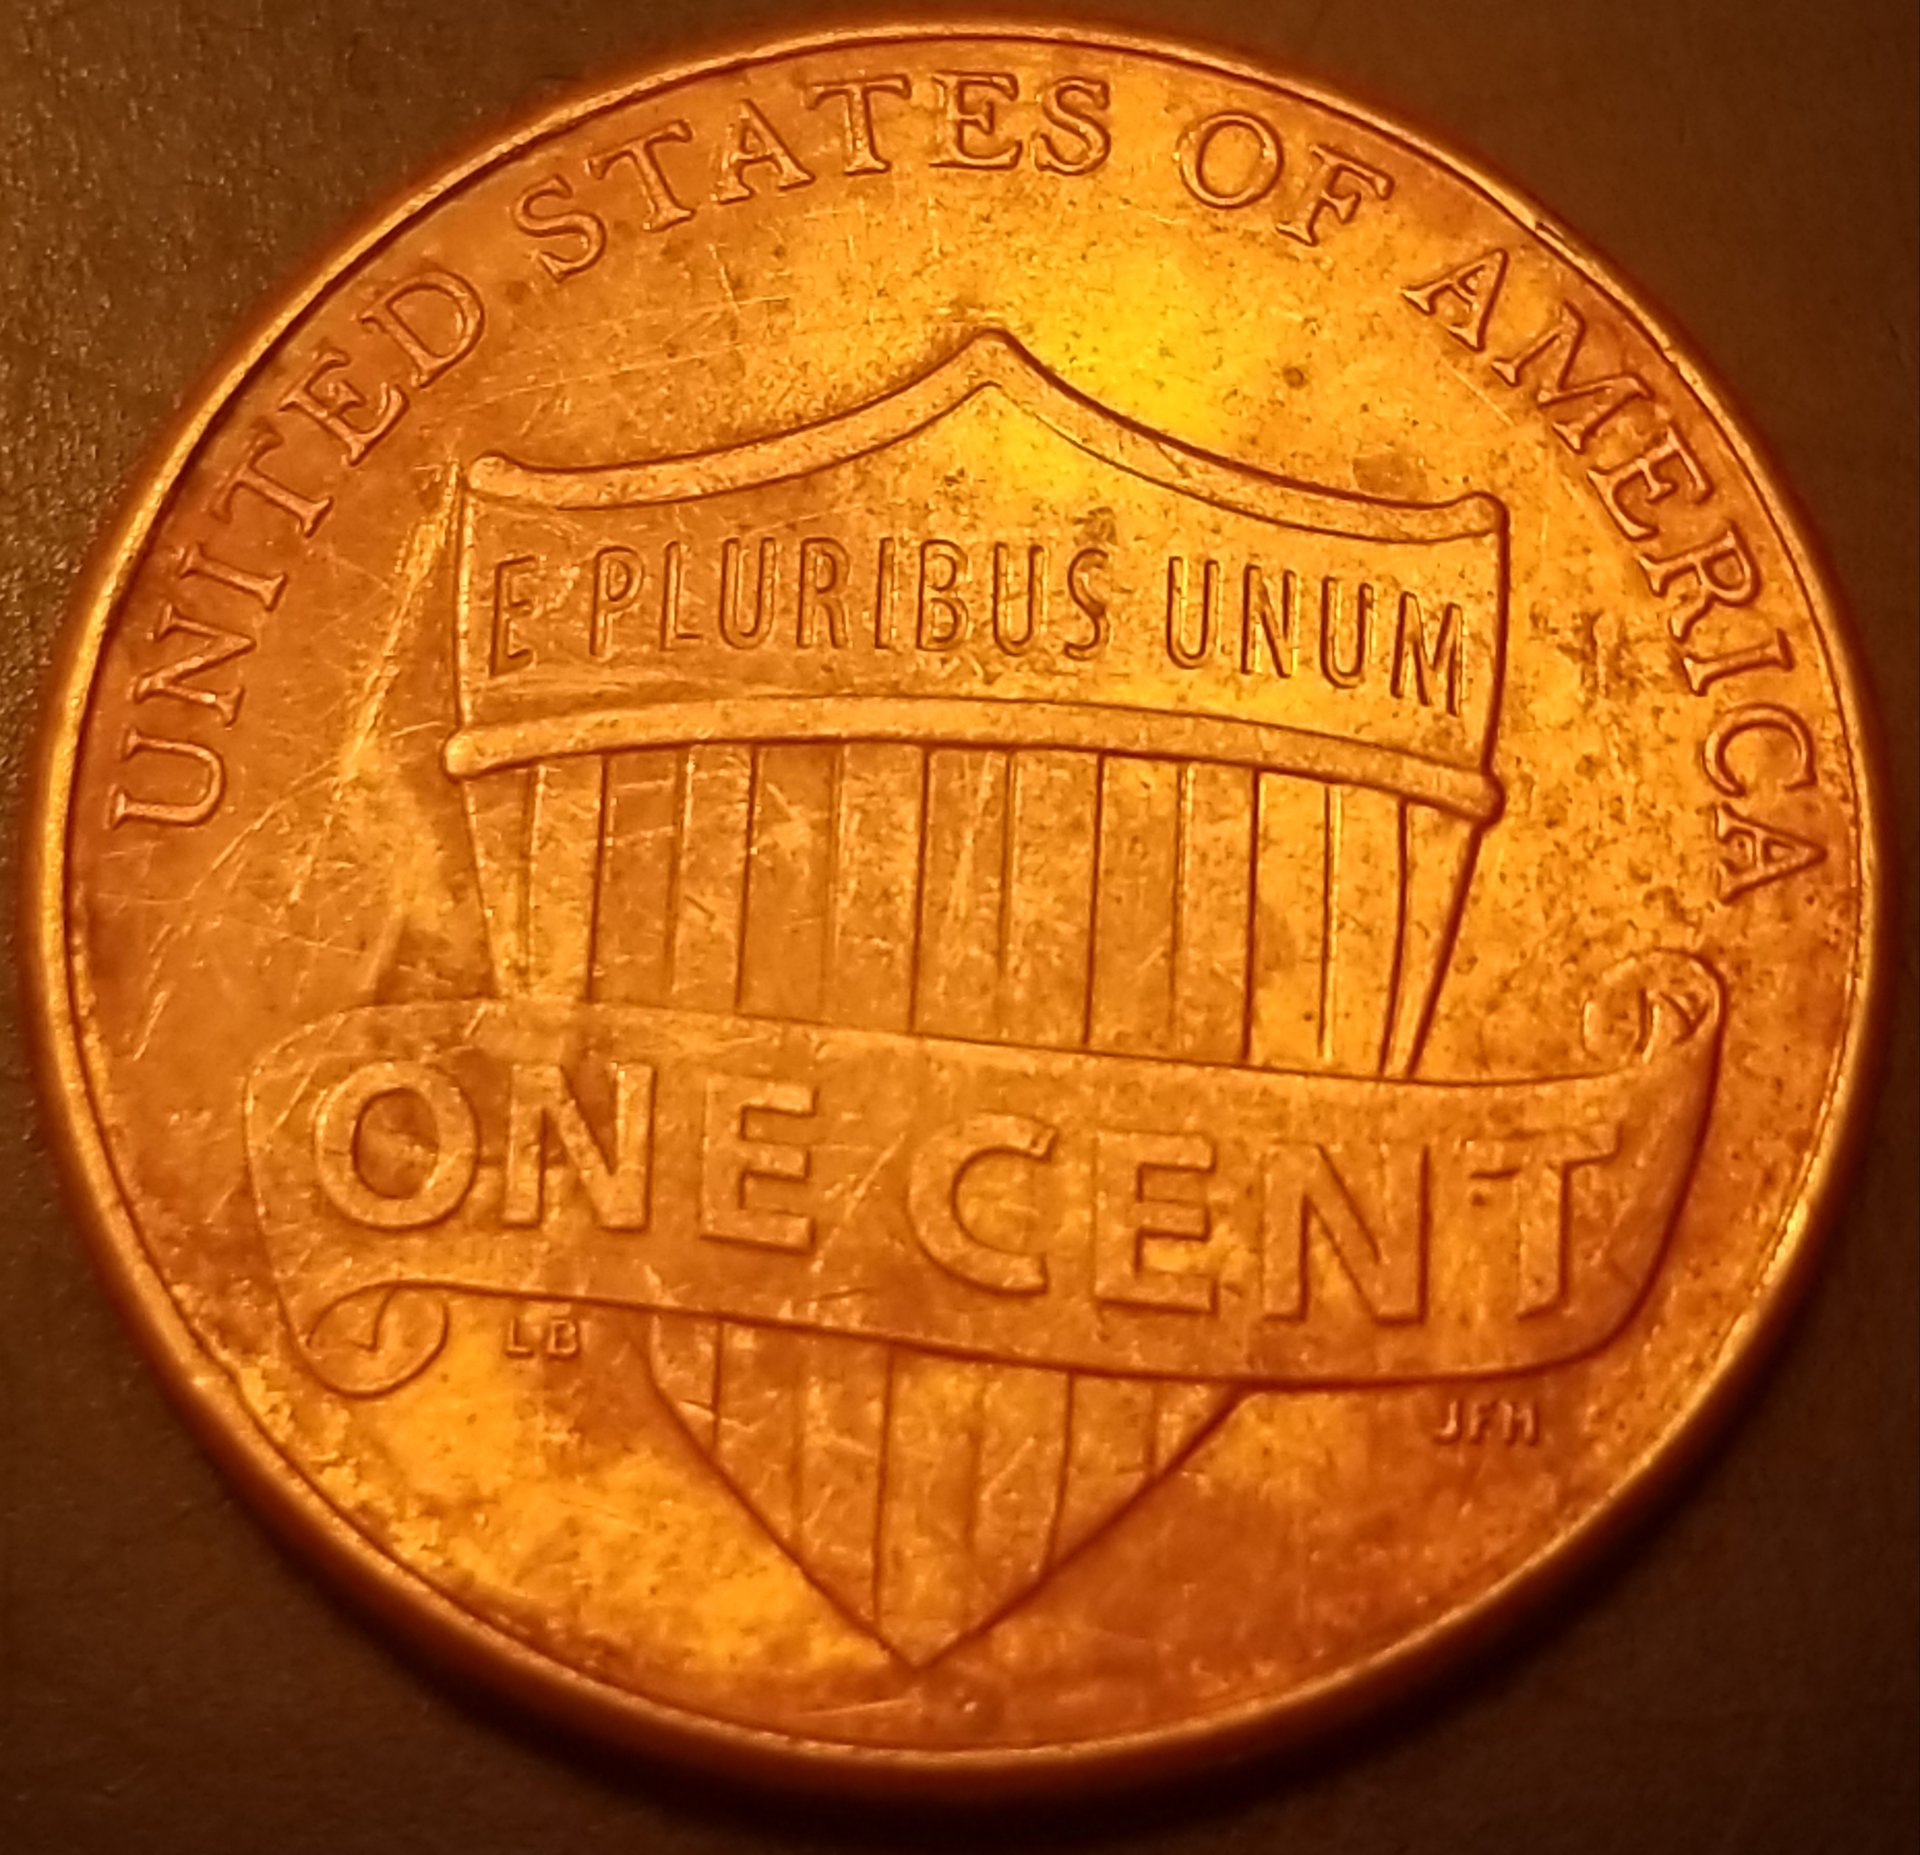 UNITED STATES OF AMERICA
E PLURIBUS UNUM
ONE CENT
LB
JFM